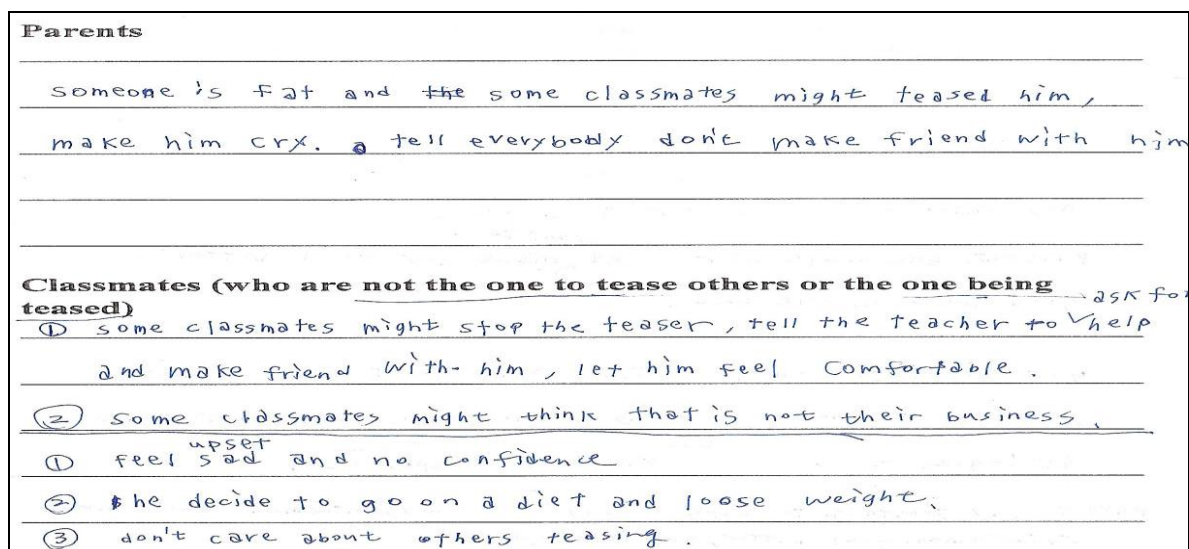 Parents
someone is fat and the some classmates might teased him,
make him cry. a tell everybody don't make friend with him
Classmates (who are not the one to tease others or the one being
teased)
ask for
① some classmates might stop the teaser, tell the teacher to help
and make friend with him, let him feel comfortable.
② some classmates might think that is not their business.
upset
① feel sad and no confidence
② he decide to go on a diet and loose weight.
③ don't care about others teasing.